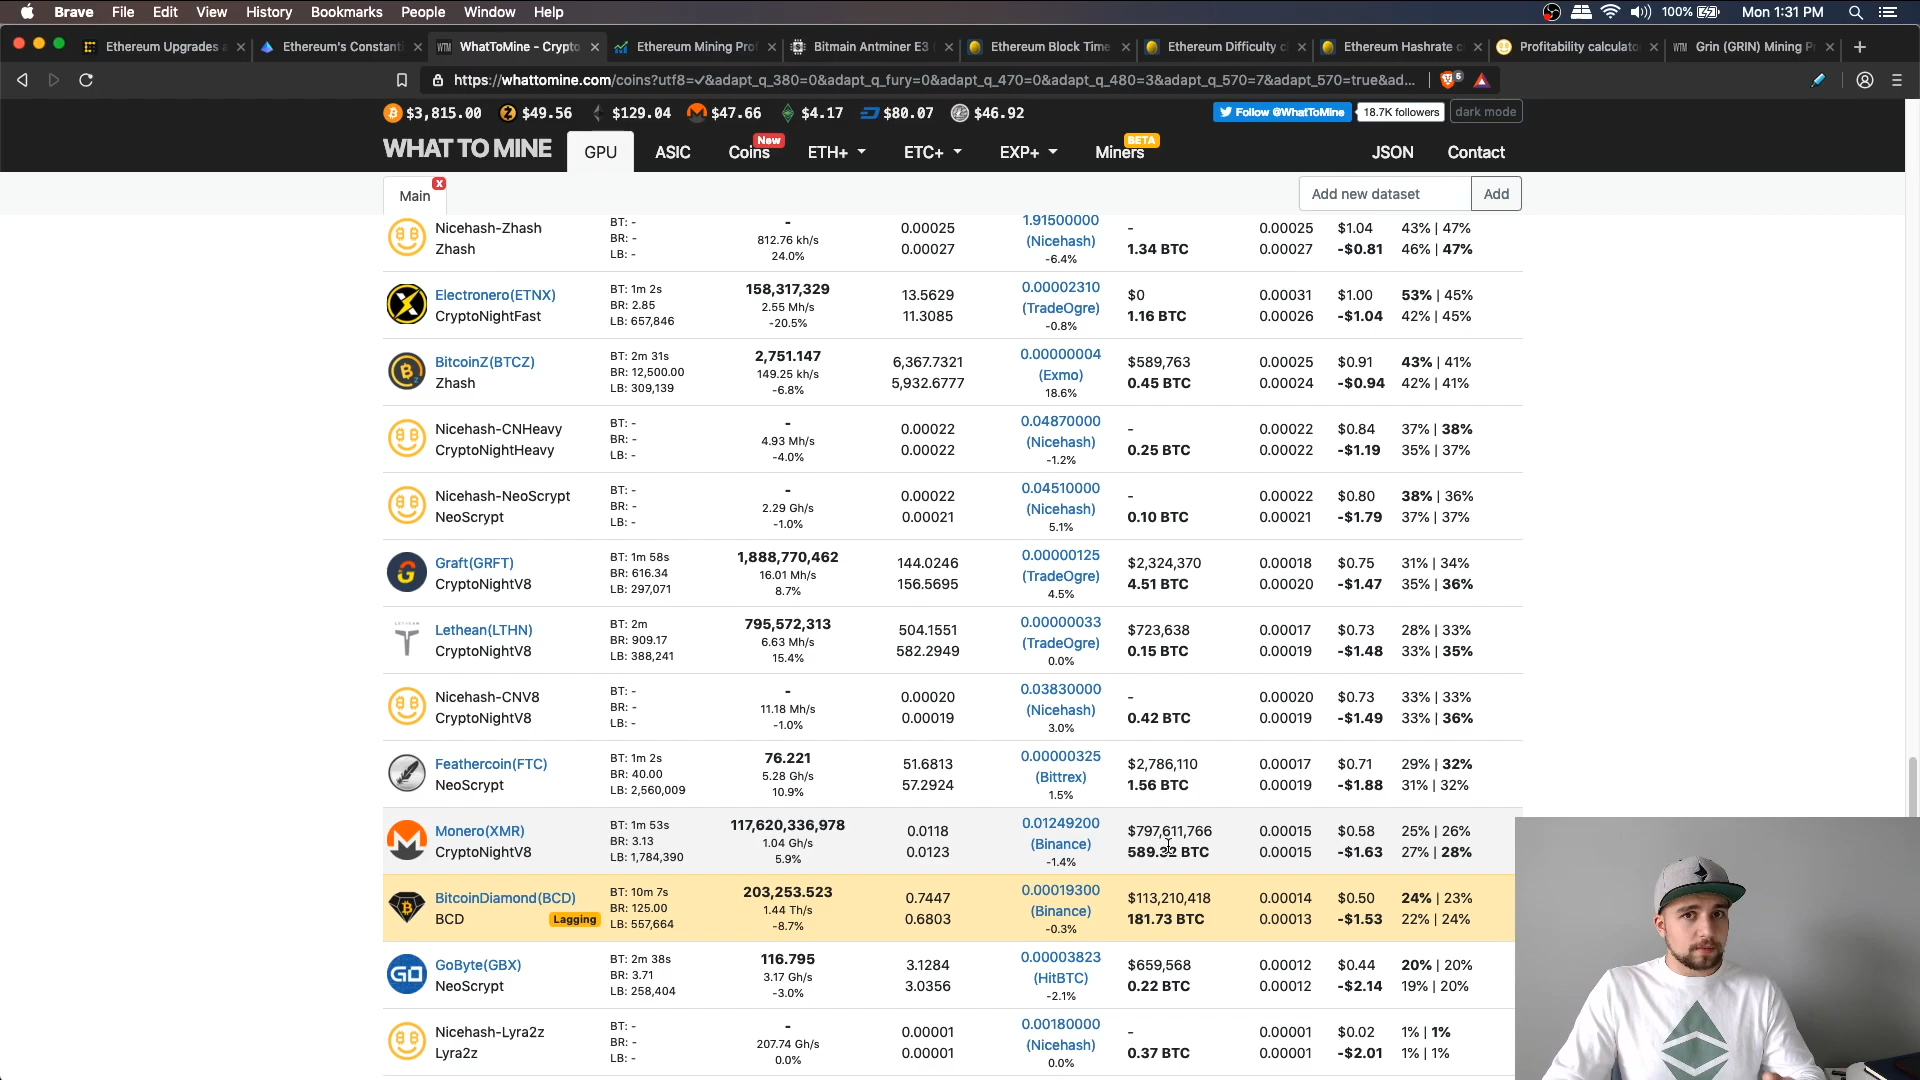 Brave File Edit View History Bookmarks People Window Help 100% Mon 1:31 PM
Ethereum Upgrades a Ethereum's Constanti WhatToMine - Crypto Ethereum Mining Prof Bitmain Antminer E3 Ethereum Block Time Ethereum Difficulty c Ethereum Hashrate c Profitability calculato Grin (GRIN) Mining P
https://whattomine.com/coins?utf8=✓&adapt_q_380=0&adapt_q_fury=0&adapt_q_470=0&adapt_q_480=3&adapt_q_570=7&adapt_570=true&ad... 5
$3,815.00 $49.56 $129.04 $47.66 $4.17 $80.07 $46.92 Follow @WhatToMine 18.7K followers dark mode
New BETA
WHAT TO MINE GPU ASIC Coins ETH+ ETC+ EXP+ Miners JSON Contact
Main x Add new dataset Add
Nicehash-Zhash BT: - - 0.00025 1.91500000 - 0.00025 $1.04 43% | 47%
Zhash BR: - 812.76 kh/s 0.00027 (Nicehash) 1.34 BTC 0.00027 -$0.81 46% | 47%
LB: - 24.0% -6.4%
Electronero(ETNX) BT: 1m 2s 158,317,329 13.5629 0.00002310 $0 0.00031 $1.00 53% | 45%
CryptoNightFast BR: 2.85 2.55 Mh/s 11.3085 (TradeOgre) 1.16 BTC 0.00026 -$1.04 42% | 45%
LB: 657,846 -20.5% -0.8%
BitcoinZ(BTCZ) BT: 2m 31s 2,751.147 6,367.7321 0.00000004 $589,763 0.00025 $0.91 43% | 41%
Zhash BR: 12,500.00 149.25 kh/s 5,932.6777 (Exmo) 0.45 BTC 0.00024 -$0.94 42% | 41%
LB: 309,139 -6.8% 18.6%
Nicehash-CNHeavy BT: - - 0.00022 0.04870000 - 0.00022 $0.84 37% | 38%
CryptoNightHeavy BR: - 4.93 Mh/s 0.00022 (Nicehash) 0.25 BTC 0.00022 -$1.19 35% | 37%
LB: - -4.0% -1.2%
Nicehash-NeoScrypt BT: - - 0.00022 0.04510000 - 0.00022 $0.80 38% | 36%
NeoScrypt BR: - 2.29 Gh/s 0.00021 (Nicehash) 0.10 BTC 0.00021 -$1.79 37% | 37%
LB: - -1.0% 5.1%
Graft(GRFT) BT: 1m 58s 1,888,770,462 144.0246 0.00000125 $2,324,370 0.00018 $0.75 31% | 34%
CryptoNightV8 BR: 616.34 16.01 Mh/s 156.5695 (TradeOgre) 4.51 BTC 0.00020 -$1.47 35% | 36%
LB: 297,071 8.7% 4.5%
Lethean(LTHN) BT: 2m 795,572,313 504.1551 0.00000033 $723,638 0.00017 $0.73 28% | 33%
CryptoNightV8 BR: 909.17 6.63 Mh/s 582.2949 (TradeOgre) 0.15 BTC 0.00019 -$1.48 33% | 35%
LB: 388,241 15.4% 0.0%
Nicehash-CNV8 BT: - - 0.00020 0.03830000 - 0.00020 $0.73 33% | 33%
CryptoNightV8 BR: - 11.18 Mh/s 0.00019 (Nicehash) 0.42 BTC 0.00019 -$1.49 33% | 36%
LB: - -1.0% 3.0%
Feathercoin(FTC) BT: 1m 2s 76.221 51.6813 0.00000325 $2,786,110 0.00017 $0.71 29% | 32%
NeoScrypt BR: 40.00 5.28 Gh/s 57.2924 (Bittrex) 1.56 BTC 0.00019 -$1.88 31% | 32%
LB: 2,560,009 10.9% 1.5%
Monero(XMR) BT: 1m 53s 117,620,336,978 0.0118 0.01249200 $797,611,766 0.00015 $0.58 25% | 26%
CryptoNightV8 BR: 3.13 1.04 Gh/s 0.0123 (Binance) 589.32 BTC 0.00015 -$1.63 27% | 28%
LB: 1,784,390 5.9% -1.4%
BitcoinDiamond(BCD) BT: 10m 7s 203,253.523 0.7447 0.00019300 $113,210,418 0.00014 $0.50 24% | 23%
BCD Lagging BR: 125.00 1.44 Th/s 0.6803 (Binance) 181.73 BTC 0.00013 -$1.53 22% | 24%
LB: 557,664 -8.7% -0.3%
GoByte(GBX) BT: 2m 38s 116.795 3.1284 0.00003823 $659,568 0.00012 $0.44 20% | 20%
NeoScrypt BR: 3.71 3.17 Gh/s 3.0356 (HitBTC) 0.22 BTC 0.00012 -$2.14 19% | 20%
LB: 258,404 -3.0% -2.1%
Nicehash-Lyra2z BT: - - 0.00001 0.00180000 - 0.00001 $0.02 1% | 1%
Lyra2z BR: - 207.74 Gh/s 0.00001 (Nicehash) 0.37 BTC 0.00001 -$2.01 1% | 1%
LB: - 0.0% 0.0%